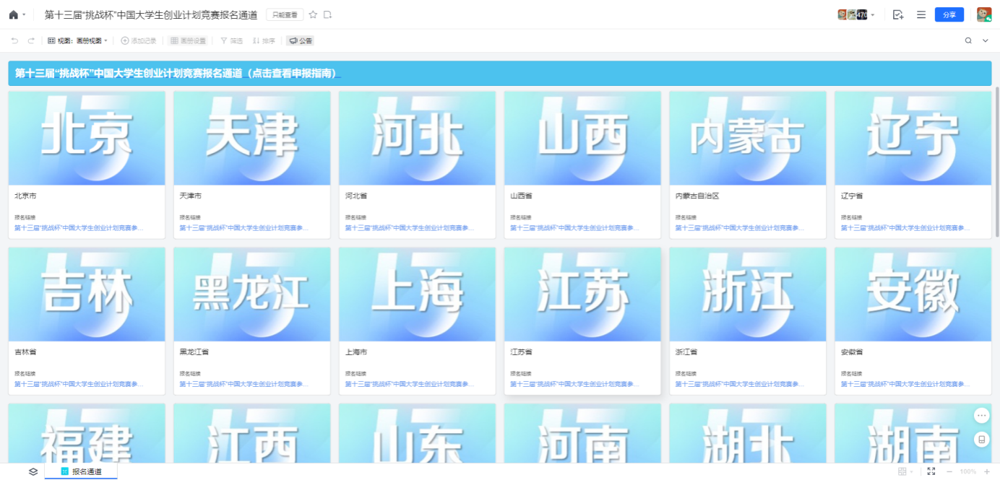 第十三届“挑战杯”中国大学生创业计划竞赛报名通道 只能查看 470 分享
视图：画册视图 添加记录 画册设置 筛选 排序 公告
第十三届“挑战杯”中国大学生创业计划竞赛报名通道（点击查看申报指南）
北京 天津 河北 山西 内蒙古 辽宁
北京市 天津市 河北省 山西省 内蒙古自治区 辽宁省
报名链接 报名链接 报名链接 报名链接 报名链接 报名链接
第十三届“挑战杯”中国大学生创业计划竞赛参... 第十三届“挑战杯”中国大学生创业计划竞赛参... 第十三届“挑战杯”中国大学生创业计划竞赛参... 第十三届“挑战杯”中国大学生创业计划竞赛参... 第十三届“挑战杯”中国大学生创业计划竞赛参... 第十三届“挑战杯”中国大学生创业计划竞赛参...
吉林 黑龙江 上海 江苏 浙江 安徽
吉林省 黑龙江省 上海市 江苏省 浙江省 安徽省
报名链接 报名链接 报名链接 报名链接 报名链接 报名链接
第十三届“挑战杯”中国大学生创业计划竞赛参... 第十三届“挑战杯”中国大学生创业计划竞赛参... 第十三届“挑战杯”中国大学生创业计划竞赛参... 第十三届“挑战杯”中国大学生创业计划竞赛参... 第十三届“挑战杯”中国大学生创业计划竞赛参... 第十三届“挑战杯”中国大学生创业计划竞赛参...
福建 江西 山东 河南 湖北 湖南
报名通道 100%